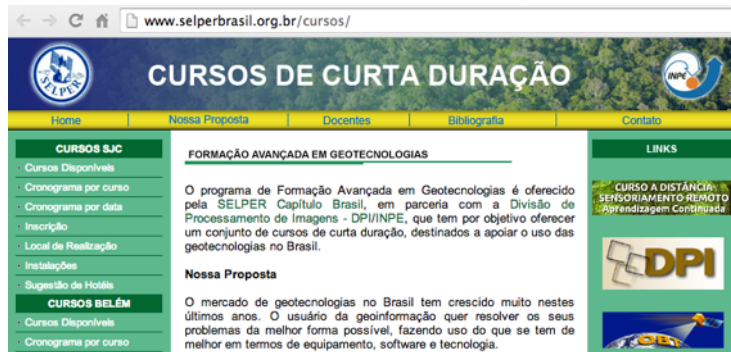 www.selperbrasil.org.br/cursos/
SELPER
CURSOS DE CURTA DURAÇÃO
INPE
Home
Nossa Proposta
Docentes
Bibliografia
Contato
CURSOS SJC
Cursos Disponíveis
Cronograma por curso
Cronograma por data
Inscrição
Local de Realização
Instalações
Sugestão de Hotéis
CURSOS BELÉM
Cursos Disponíveis
Cronograma por curso
FORMAÇÃO AVANÇADA EM GEOTECNOLOGIAS
O programa de Formação Avançada em Geotecnologias é oferecido
pela SELPER Capítulo Brasil, em parceria com a Divisão de
Processamento de Imagens - DPI/INPE, que tem por objetivo oferecer
um conjunto de cursos de curta duração, destinados a apoiar o uso das
geotecnologias no Brasil.
Nossa Proposta
O mercado de geotecnologias no Brasil tem crescido muito nestes
últimos anos. O usuário da geoinformação quer resolver os seus
problemas da melhor forma possível, fazendo uso do que se tem de
melhor em termos de equipamento, software e tecnologia.
LINKS
CURSO A DISTÂNCIA
SENSORIAMENTO REMOTO
Aprendizagem Continuada
DPI
OBT